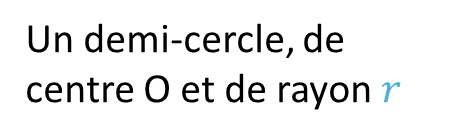 Un demi-cercle, de
centre O et de rayon r